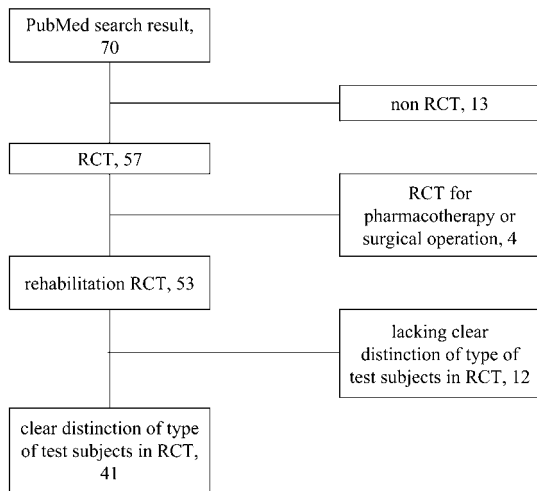 PubMed search result,
70
non RCT, 13
RCT, 57
RCT for
pharmacotherapy or
surgical operation, 4
rehabilitation RCT, 53
lacking clear
distinction of type of
test subjects in RCT, 12
clear distinction of type
of test subjects in RCT,
41